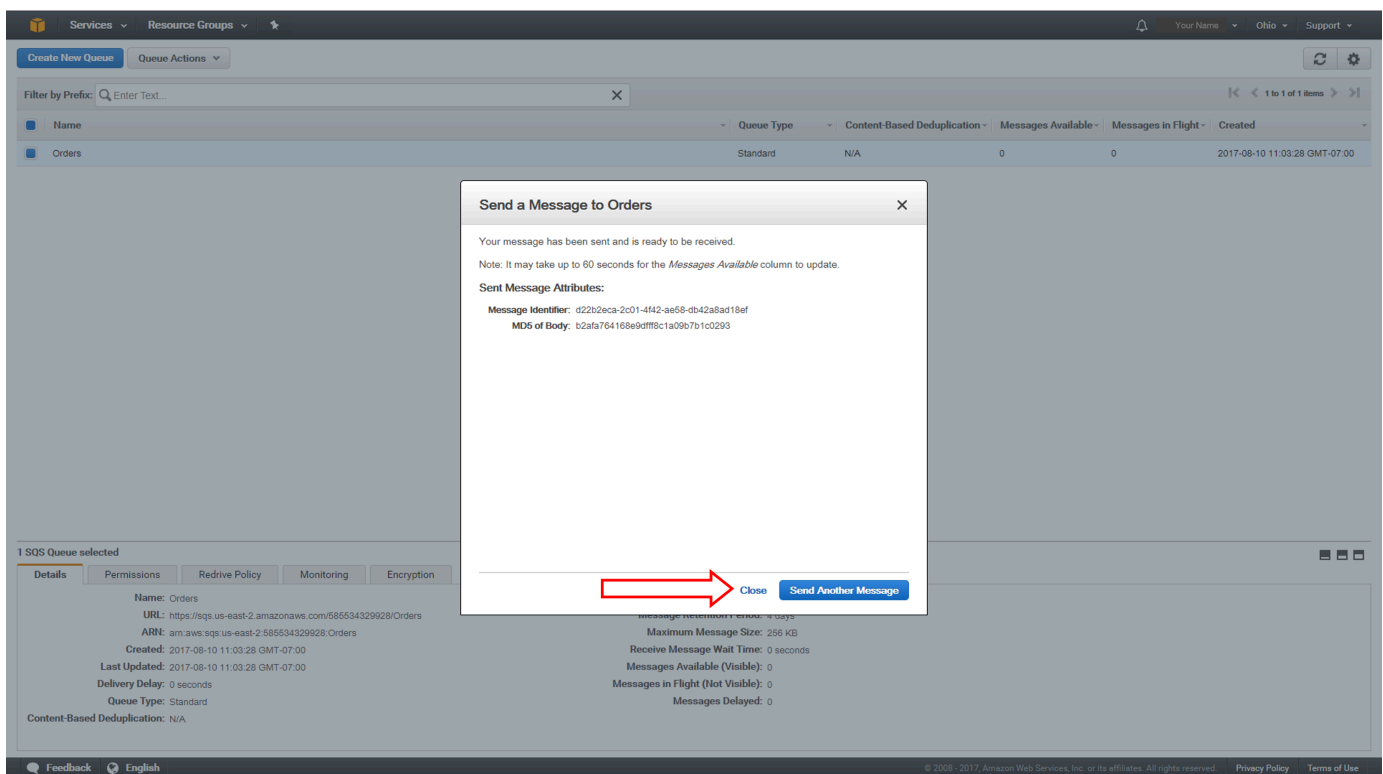 Services Resource Groups Your Name Ohio Support
Create New Queue Queue Actions
Filter by Prefix: Enter Text... 1 to 1 of 1 items
Name Queue Type Content-Based Deduplication Messages Available Messages in Flight Created
Orders Standard N/A 0 0 2017-08-10 11:03:28 GMT-07:00
Send a Message to Orders
Your message has been sent and is ready to be received.
Note: It may take up to 60 seconds for the Messages Available column to update.
Sent Message Attributes:
Message Identifier: d22b2eca-2c01-4f42-ae58-db42a8ad18ef
MD5 of Body: b2afa764168e9dfff8c1a09b7b1c0293
Close Send Another Message
1 SQS Queue selected
Details Permissions Redrive Policy Monitoring Encryption
Name: Orders
URL: https://sqs.us-east-2.amazonaws.com/585534329928/Orders
ARN: arn:aws:sqs:us-east-2:585534329928:Orders
Created: 2017-08-10 11:03:28 GMT-07:00
Last Updated: 2017-08-10 11:03:28 GMT-07:00
Delivery Delay: 0 seconds
Queue Type: Standard
Content-Based Deduplication: N/A
Message Retention Period: 4 days
Maximum Message Size: 256 KB
Receive Message Wait Time: 0 seconds
Messages Available (Visible): 0
Messages in Flight (Not Visible): 0
Messages Delayed: 0
Feedback English © 2008 - 2017, Amazon Web Services, Inc. or its affiliates. All rights reserved. Privacy Policy Terms of Use